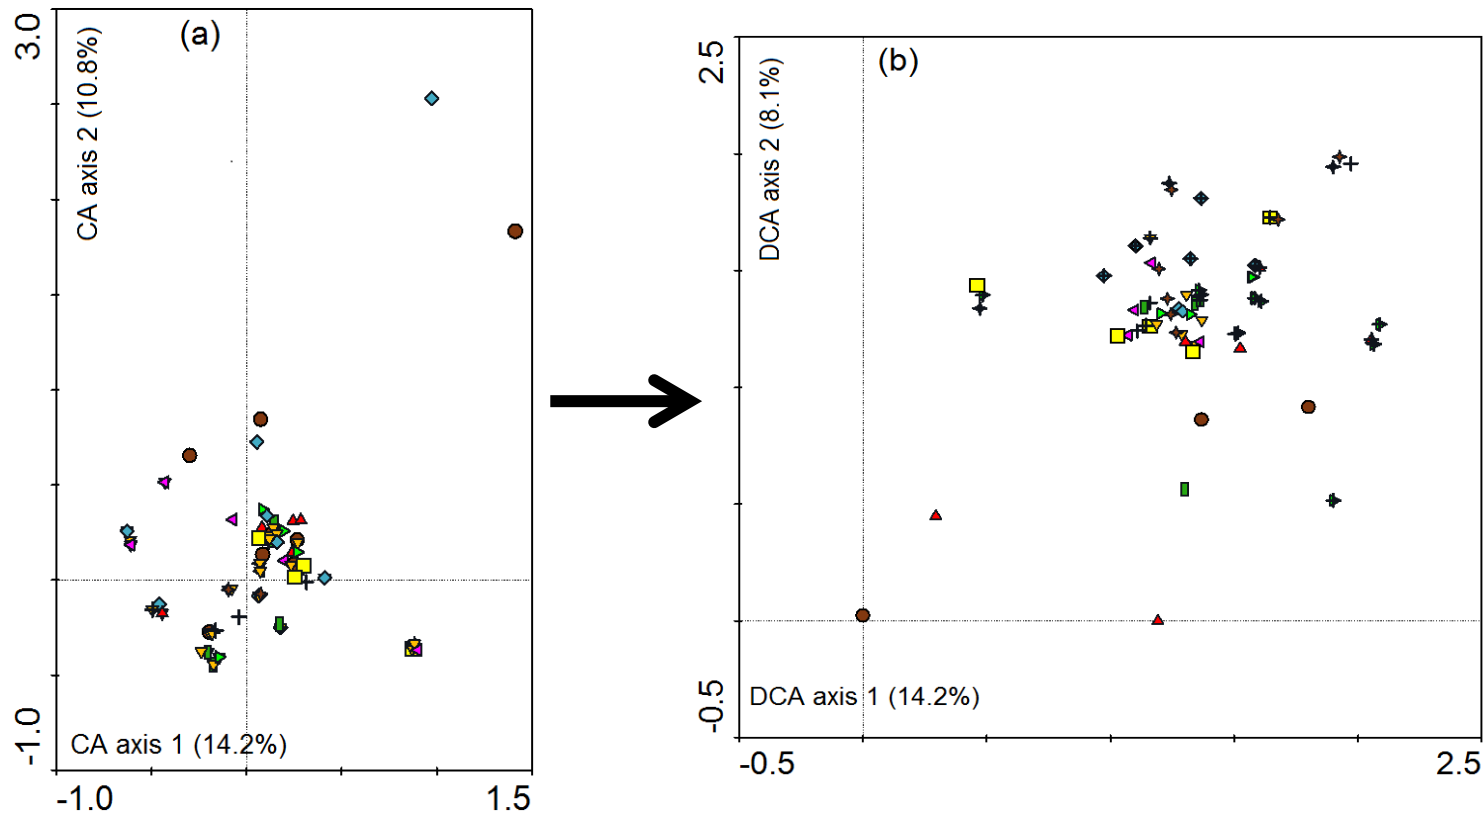 (a)
3.0
CA axis 2 (10.8%)
-1.0
CA axis 1 (14.2%)
-1.0
1.5
(b)
2.5
DCA axis 2 (8.1%)
-0.5
DCA axis 1 (14.2%)
-0.5
2.5